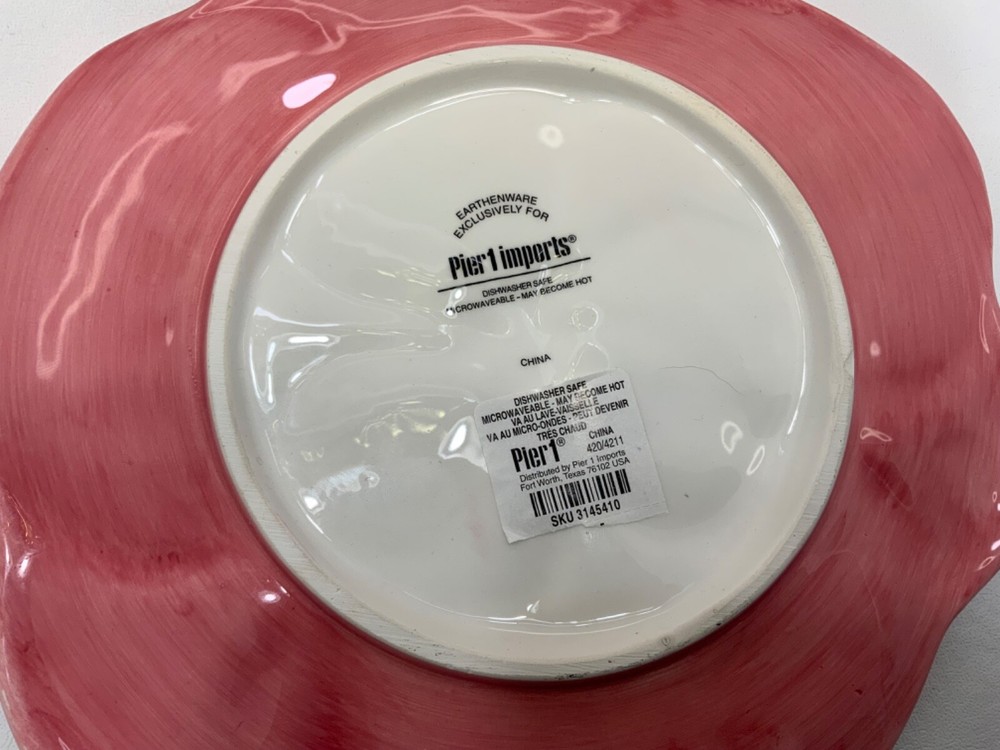 EARTHENWARE
EXCLUSIVELY FOR
Pier 1 imports®
DISHWASHER SAFE
MICROWAVEABLE - MAY BECOME HOT
CHINA
DISHWASHER SAFE
MICROWAVEABLE - MAY BECOME HOT
VA AU LAVE-VAISSELLE
VA AU MICRO-ONDES - PEUT DEVENIR
TRÈS CHAUD
CHINA
Pier 1® 420/4211
Distributed by Pier 1 Imports
Fort Worth, Texas 76102 USA
SKU 3145410